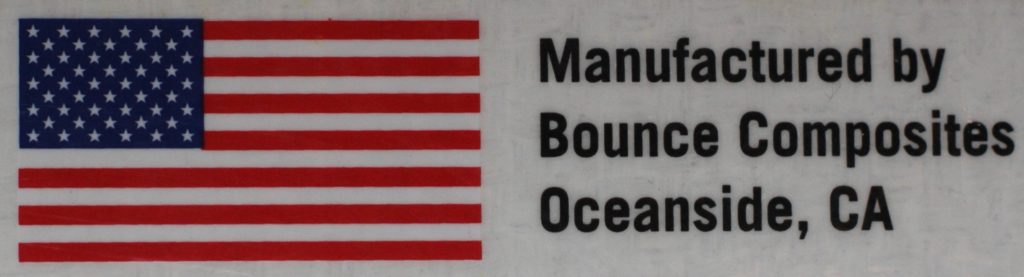 Manufactured by
Bounce Composites
Oceanside, CA